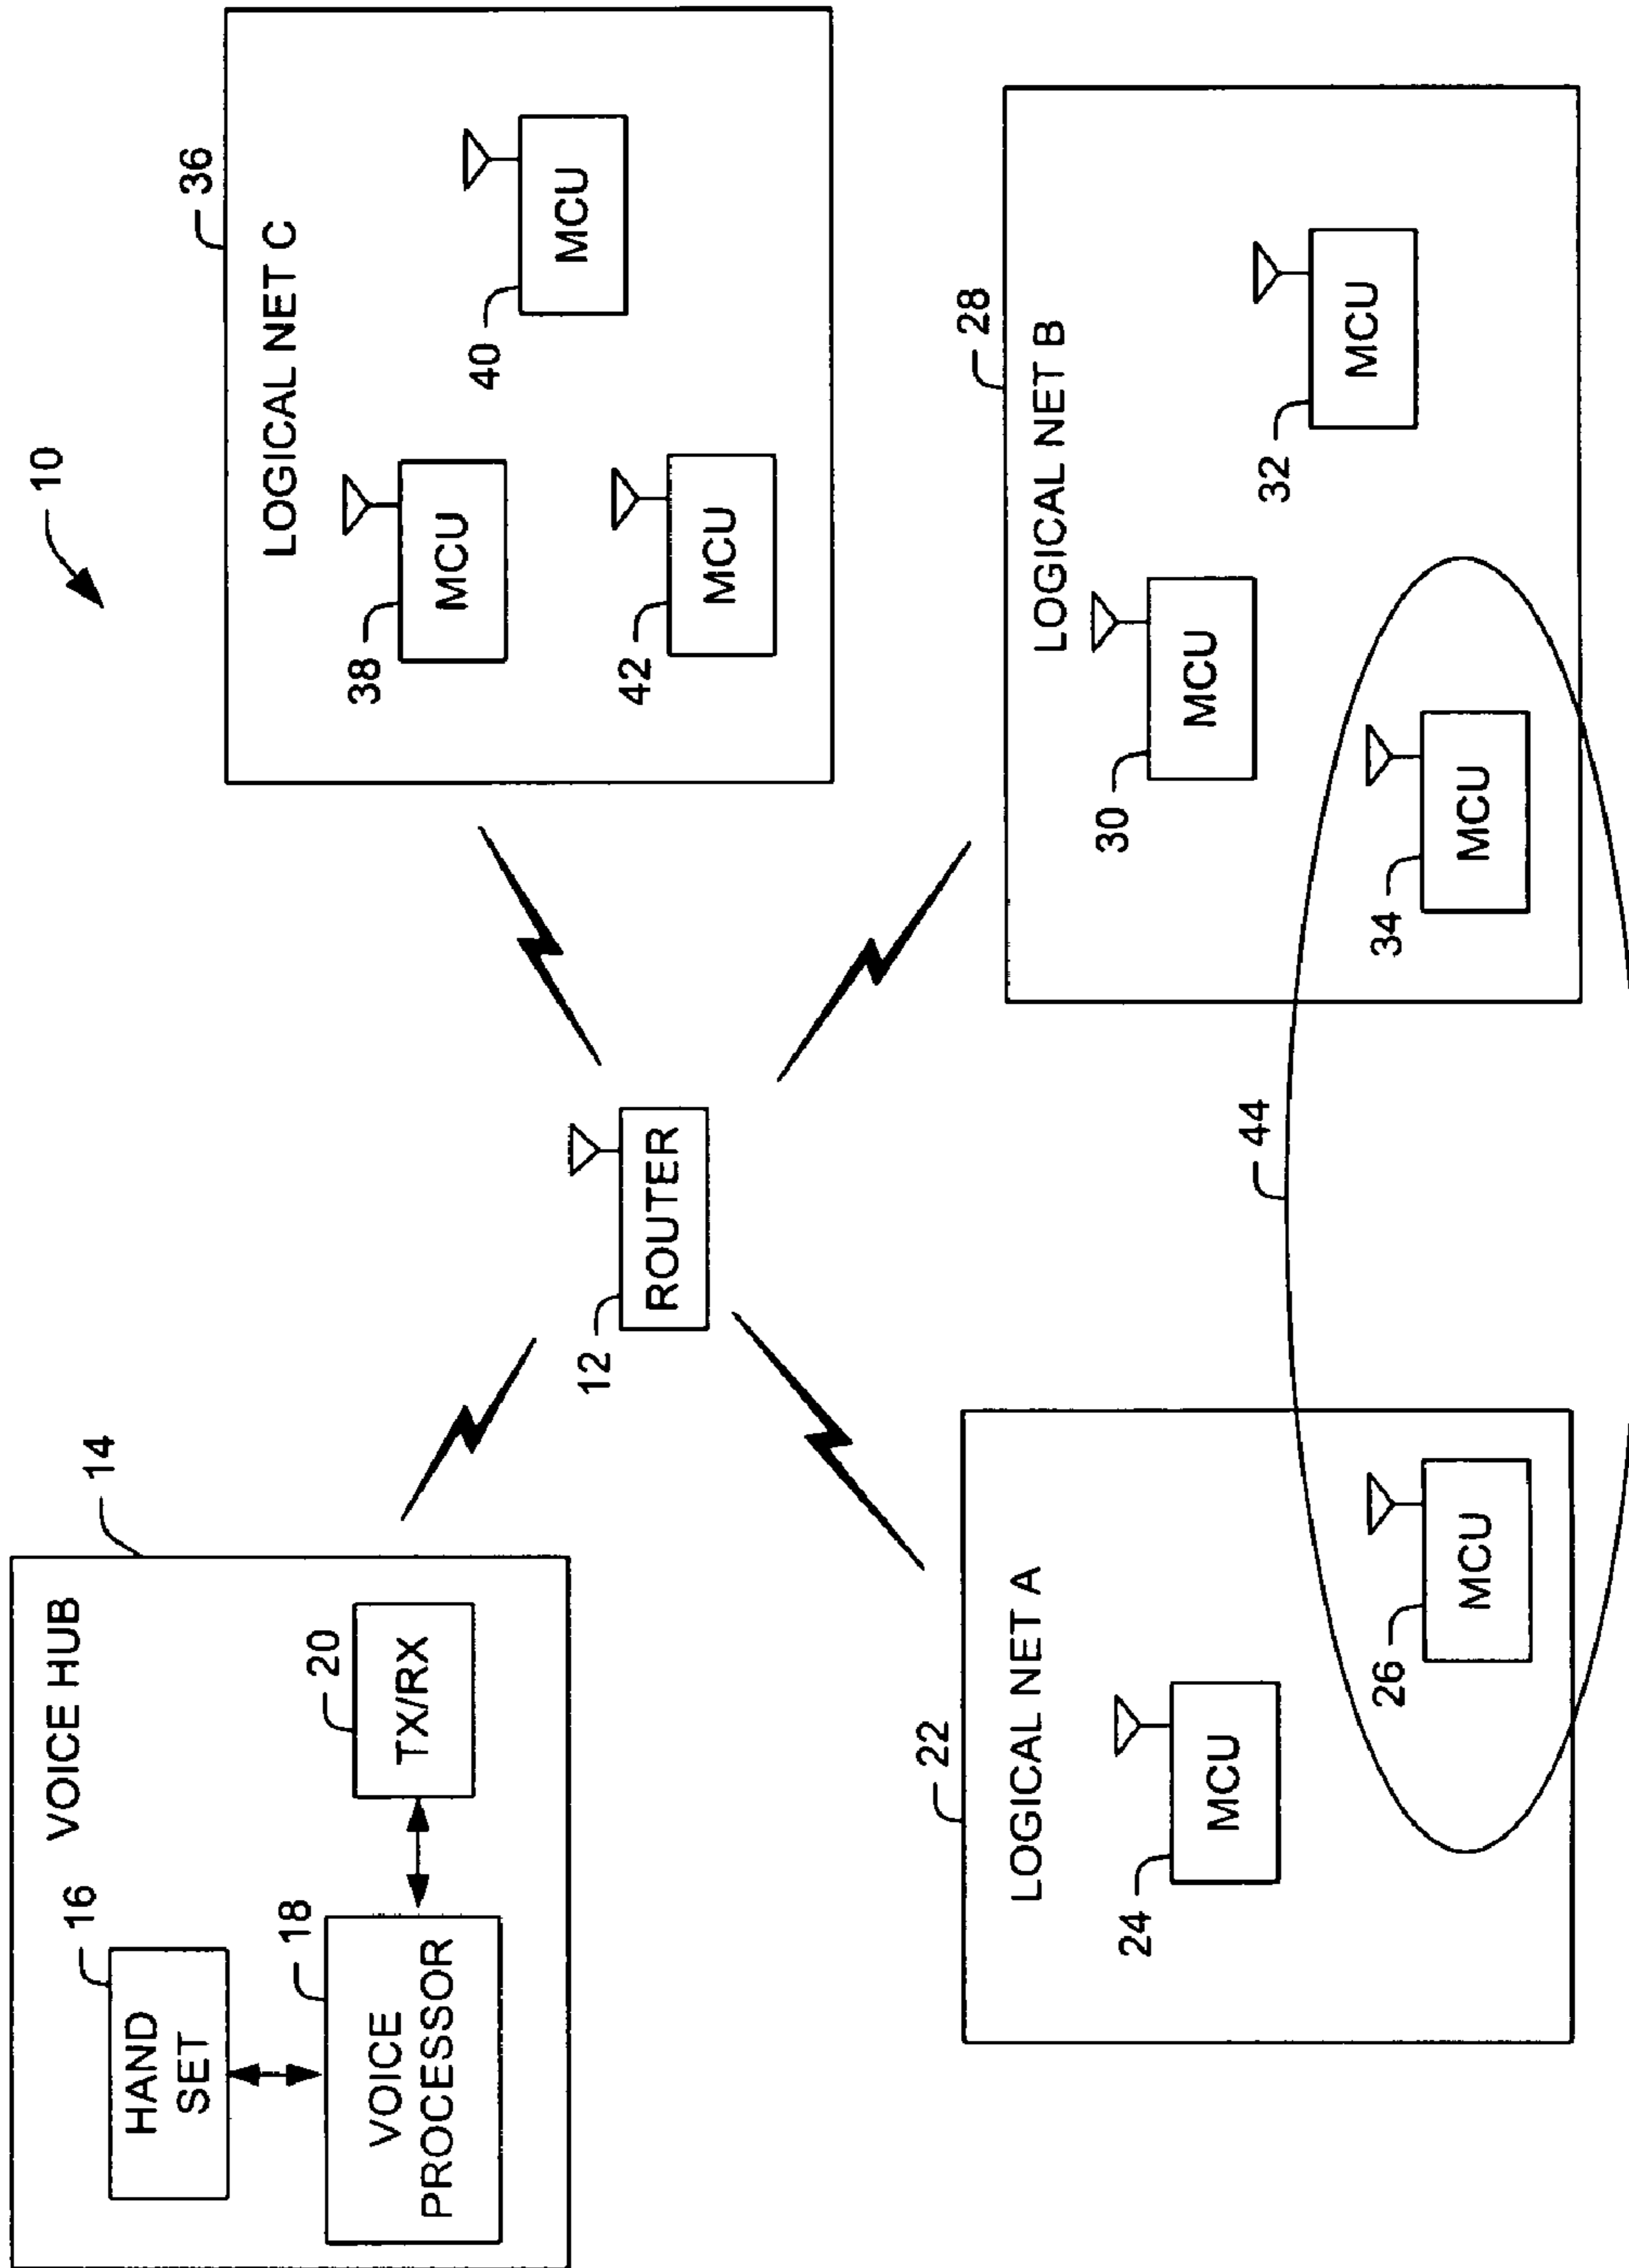 10
VOICE HUB
14
HAND
SET
16
VOICE
PROCESSOR
18
TX/RX
20
ROUTER
12
LOGICAL NET C
36
MCU
38
MCU
40
MCU
42
LOGICAL NET A
22
MCU
24
MCU
26
44
LOGICAL NET B
28
MCU
30
MCU
32
MCU
34